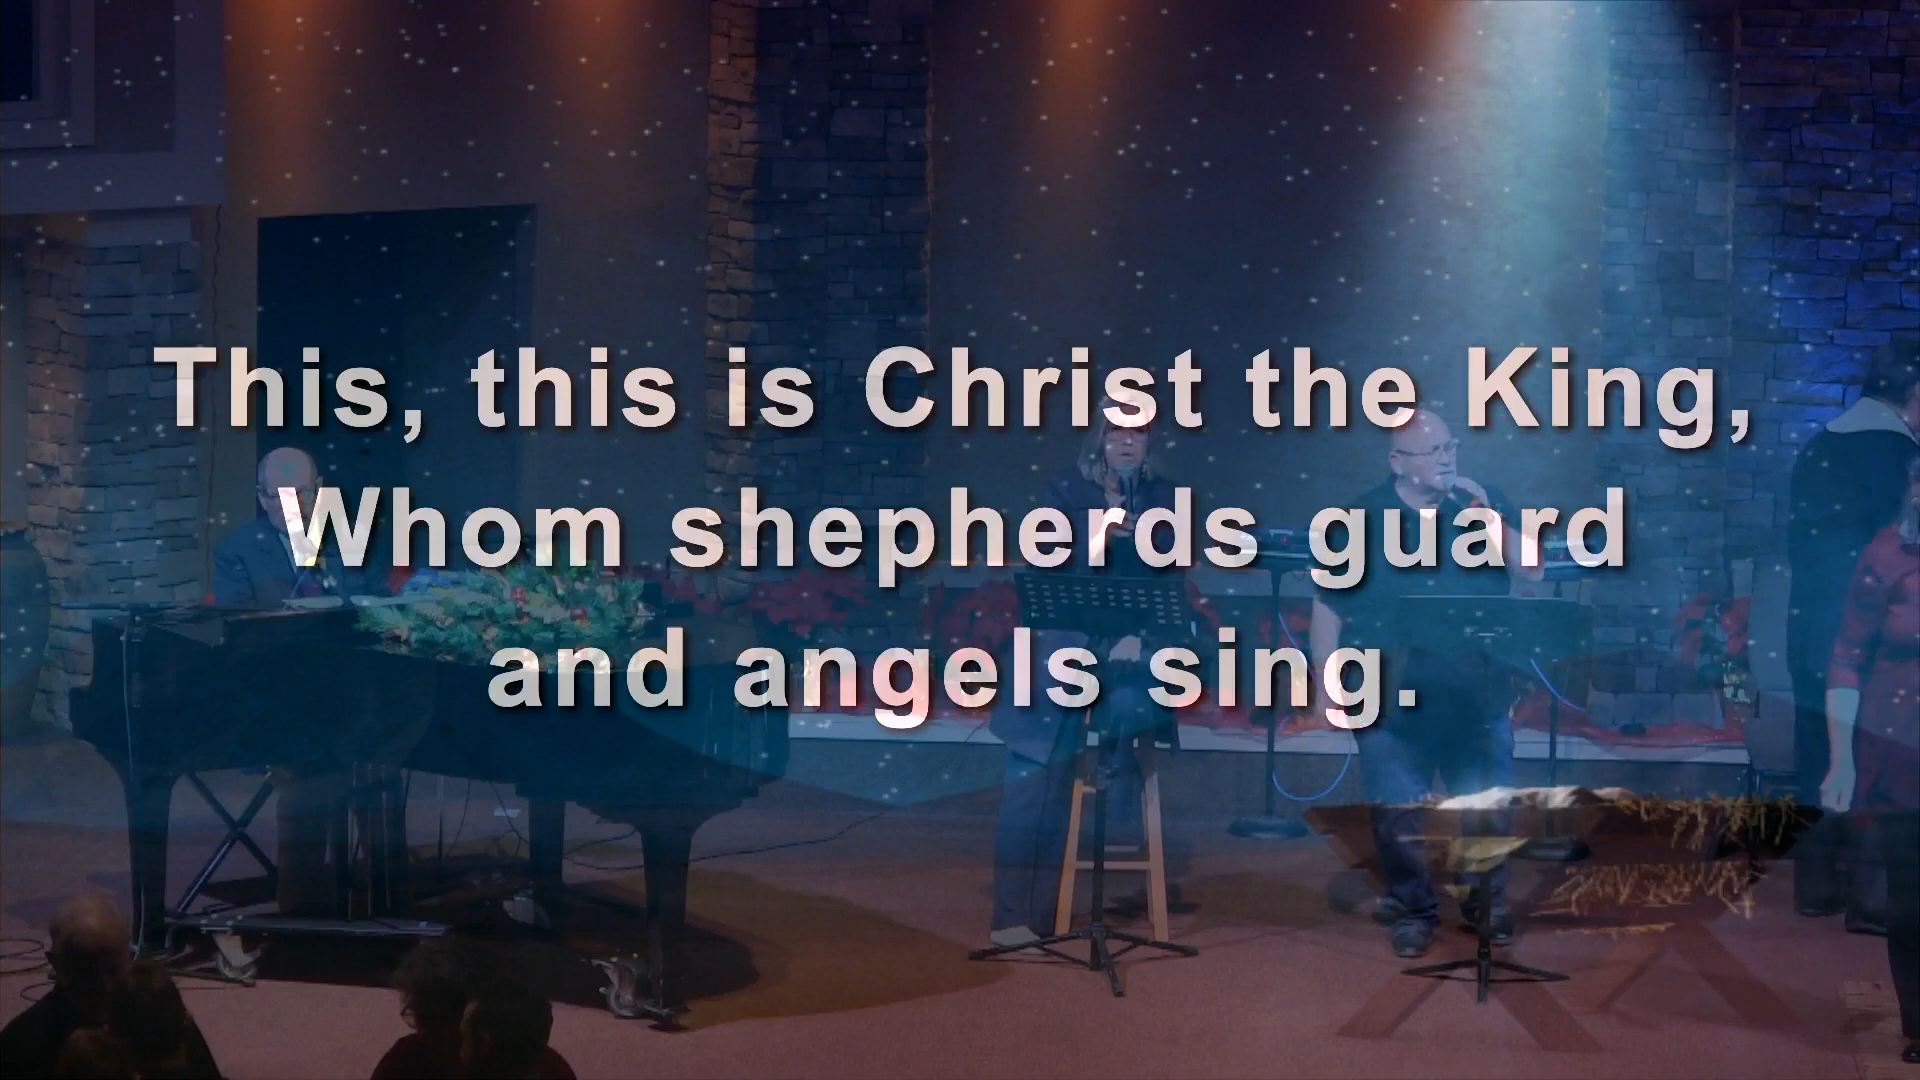 This, this is Christ the King,
Whom shepherds guard
and angels sing.